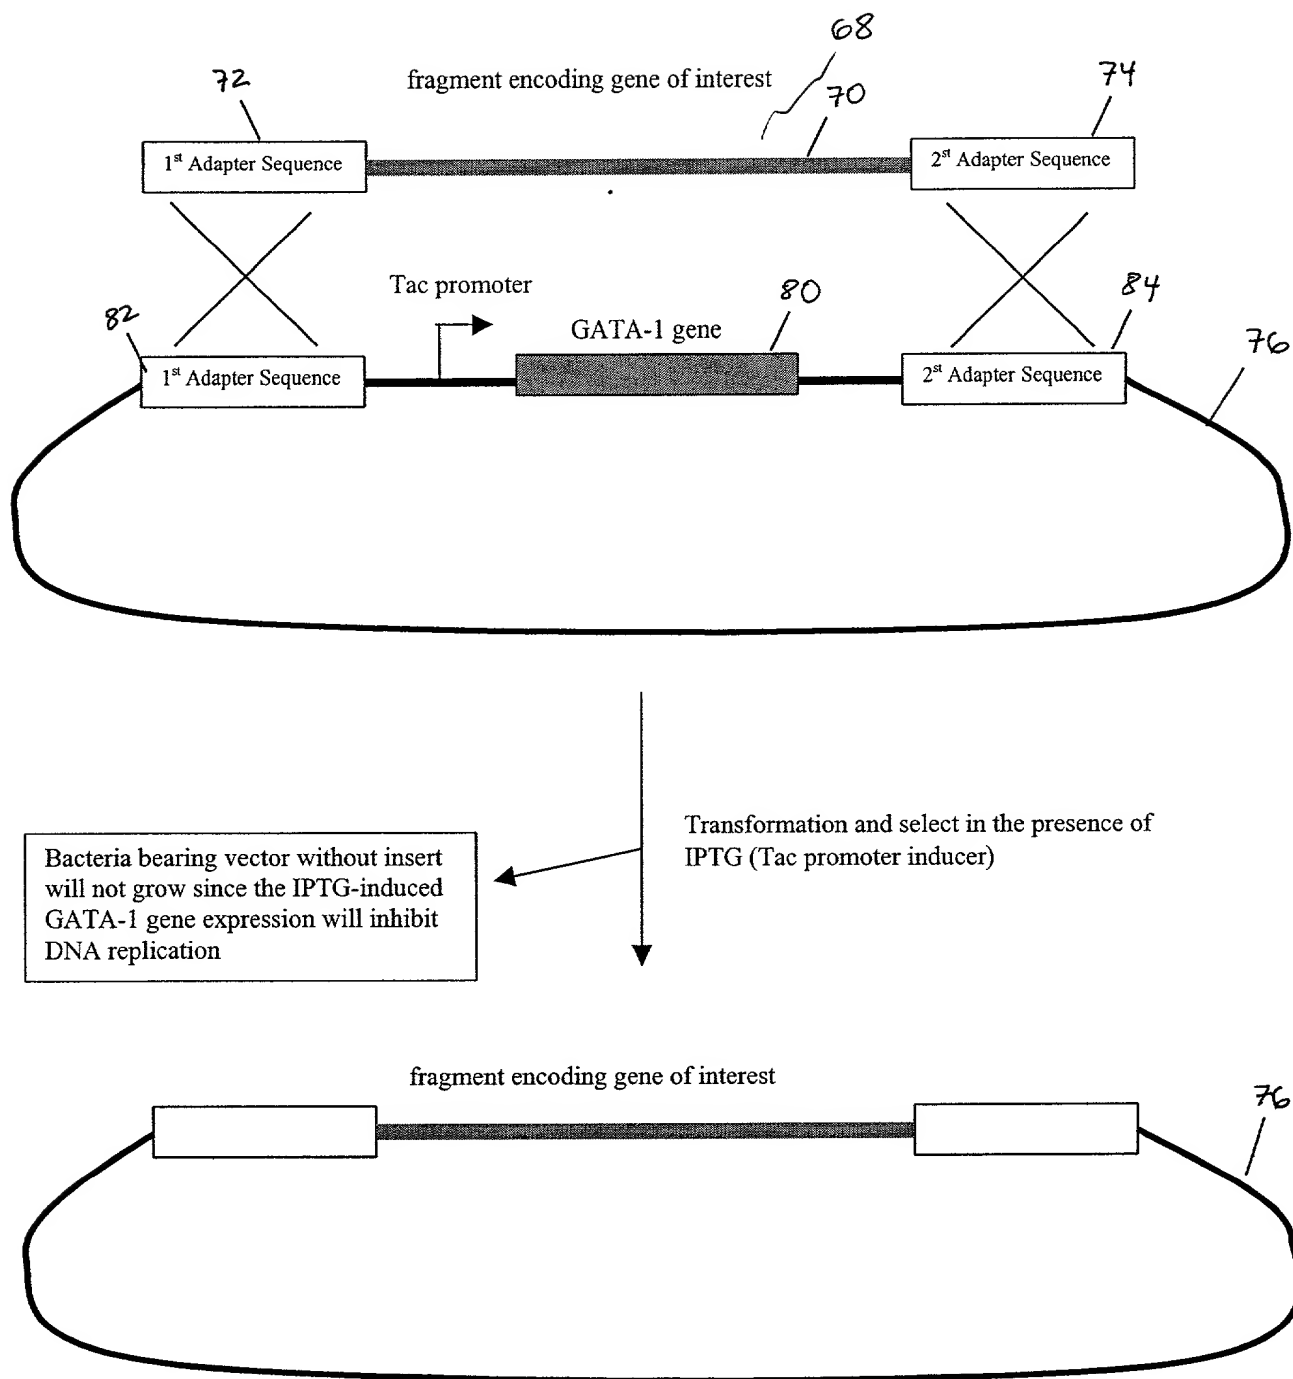 68
72
fragment encoding gene of interest
70
74
1st Adapter Sequence
2st Adapter Sequence
Tac promoter
80
84
82
GATA-1 gene
76
1st Adapter Sequence
2st Adapter Sequence
Transformation and select in the presence of
IPTG (Tac promoter inducer)
Bacteria bearing vector without insert
will not grow since the IPTG-induced
GATA-1 gene expression will inhibit
DNA replication
fragment encoding gene of interest
76